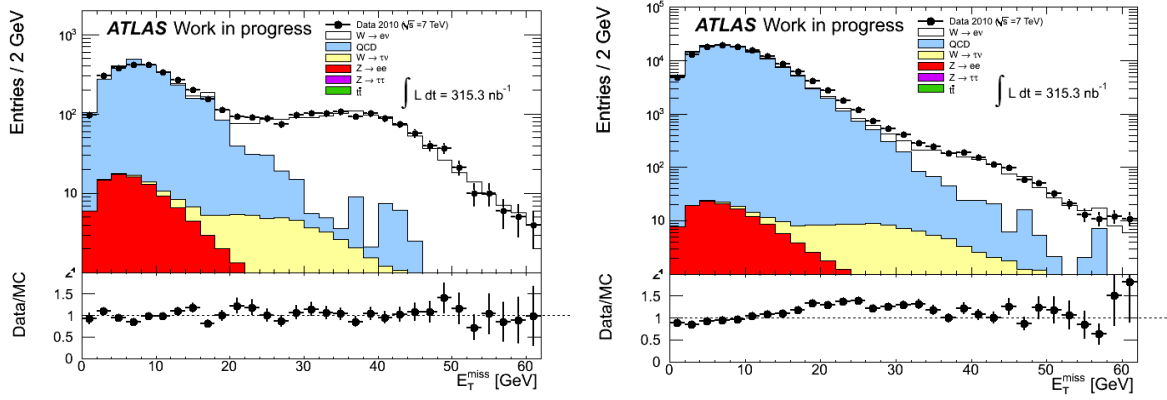 ATLAS Work in progress
Data 2010 (√s =7 TeV)
W → eν
QCD
W → τν
Z → ee
Z → ττ
tt̄
∫ L dt = 315.3 nb⁻¹
Entries / 2 GeV
10³
10²
10
1
Data/MC
2
1.5
1
0.5
0
0 10 20 30 40 50 60
E_T^miss [GeV]
ATLAS Work in progress
Data 2010 (√s =7 TeV)
W → eν
QCD
W → τν
Z → ee
Z → ττ
tt̄
∫ L dt = 315.3 nb⁻¹
Entries / 2 GeV
10⁵
10⁴
10³
10²
10
1
Data/MC
1.5
1
0.5
0
0 10 20 30 40 50 60
E_T^miss [GeV]